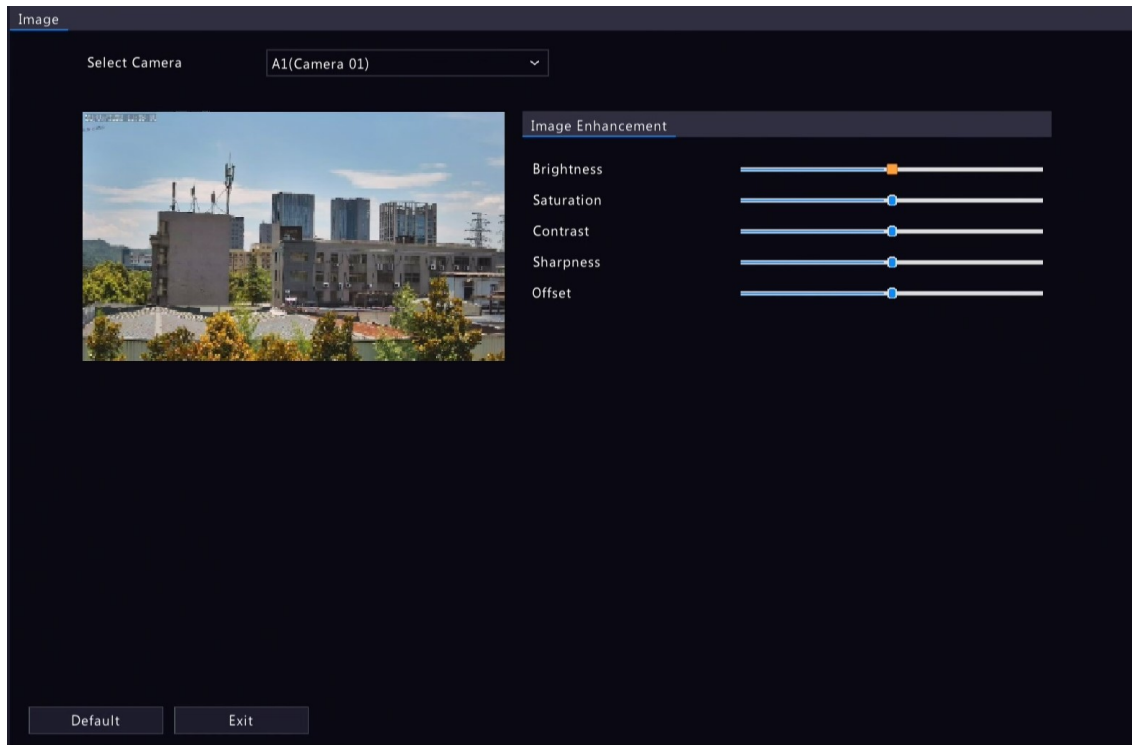 Image
Select Camera
A1(Camera 01)
Image Enhancement
Brightness
Saturation
Contrast
Sharpness
Offset
Default
Exit